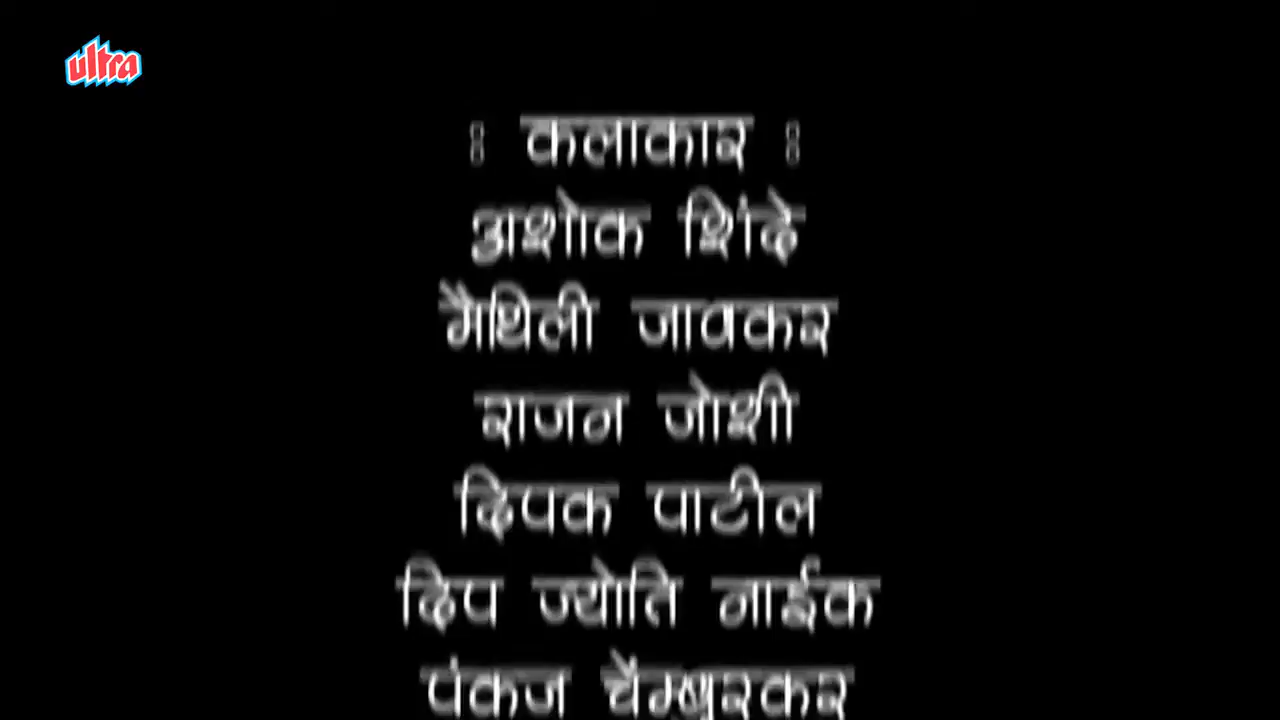 ultra
: कलाकार :
अशोक शिंदे
मैथिली जावकर
राजन जोशी
दिपक पाटील
दिप ज्योति नाईक
पंकज चेंम्बुरकर